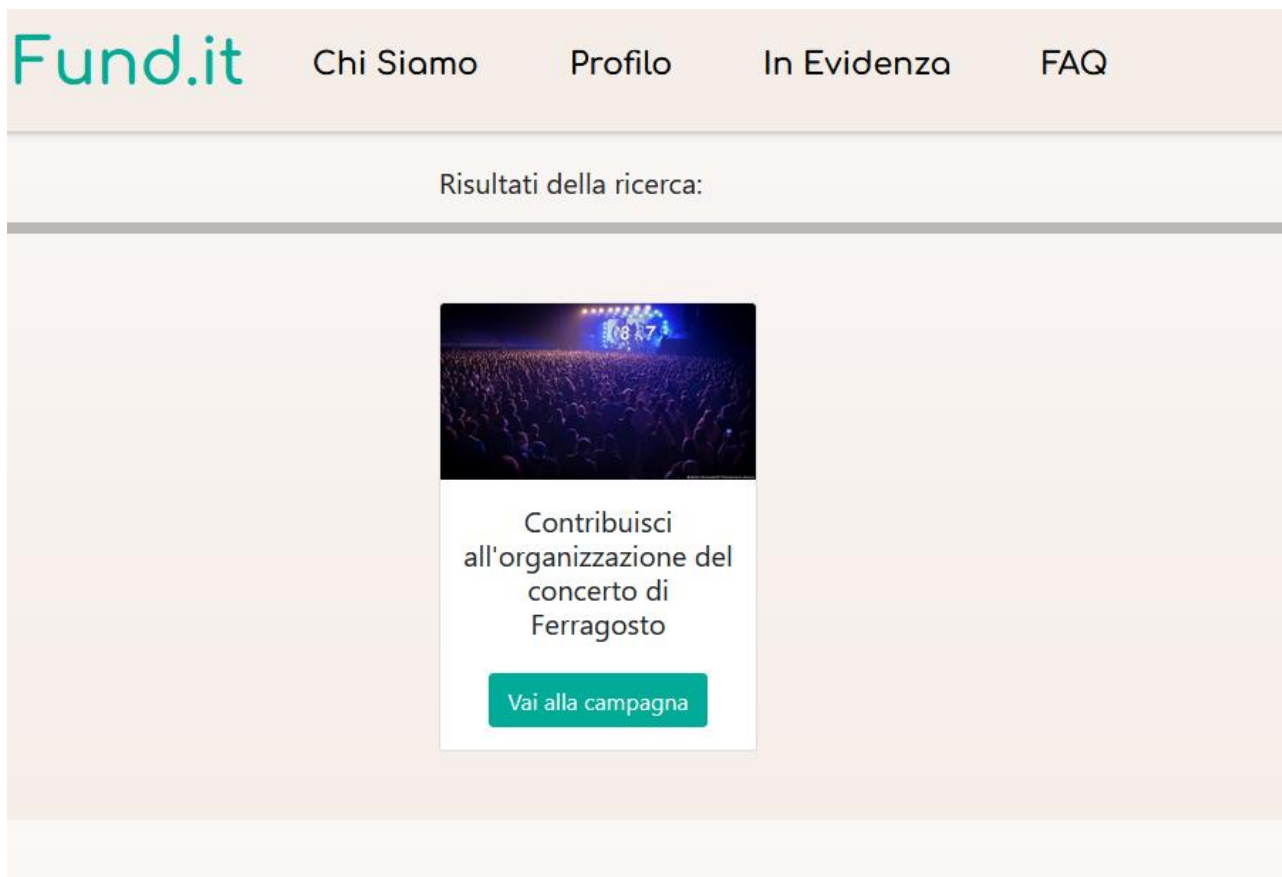 Fund.it Chi Siamo Profilo In Evidenza FAQ
Risultati della ricerca:
Contribuisci
all'organizzazione del
concerto di
Ferragosto
Vai alla campagna